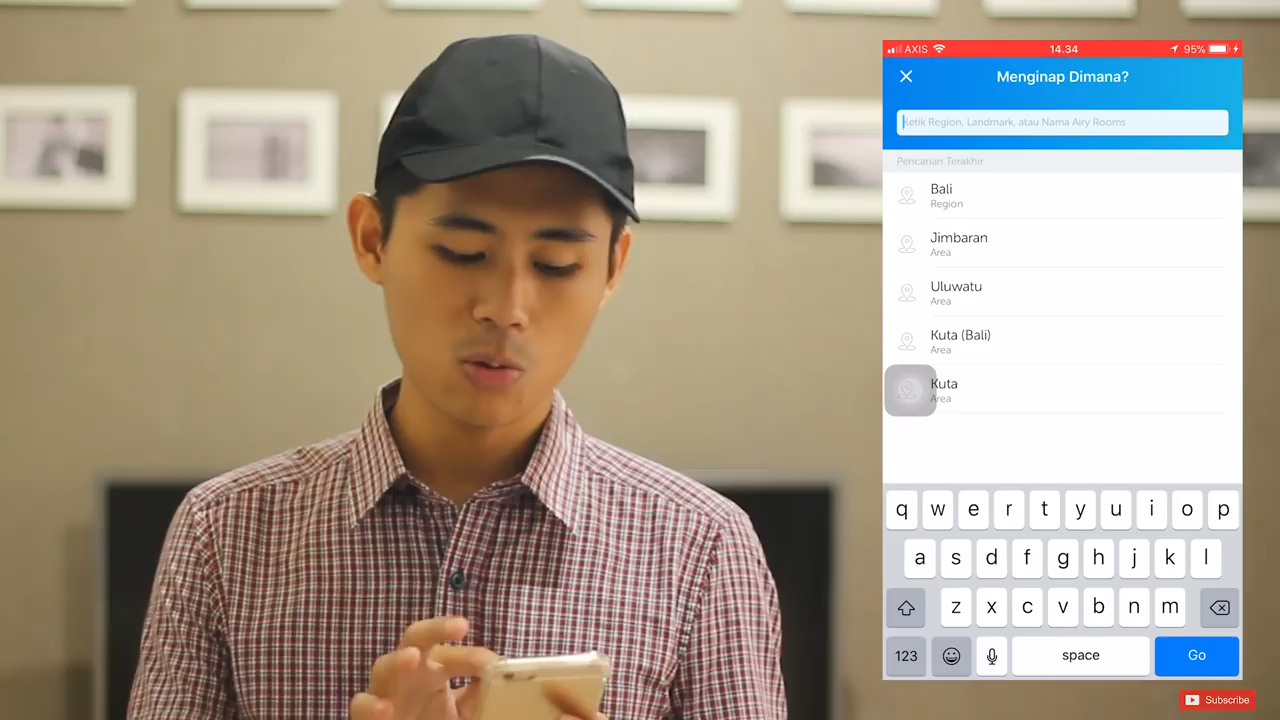 AXIS
14.34
95%
Menginap Dimana?
Ketik Region, Landmark, atau Nama Airy Rooms
Pencarian Terakhir
Bali
Region
Jimbaran
Area
Uluwatu
Area
Kuta (Bali)
Area
Kuta
Area
q w e r t y u i o p
a s d f g h j k l
z x c v b n m
123
space
Go
Subscribe